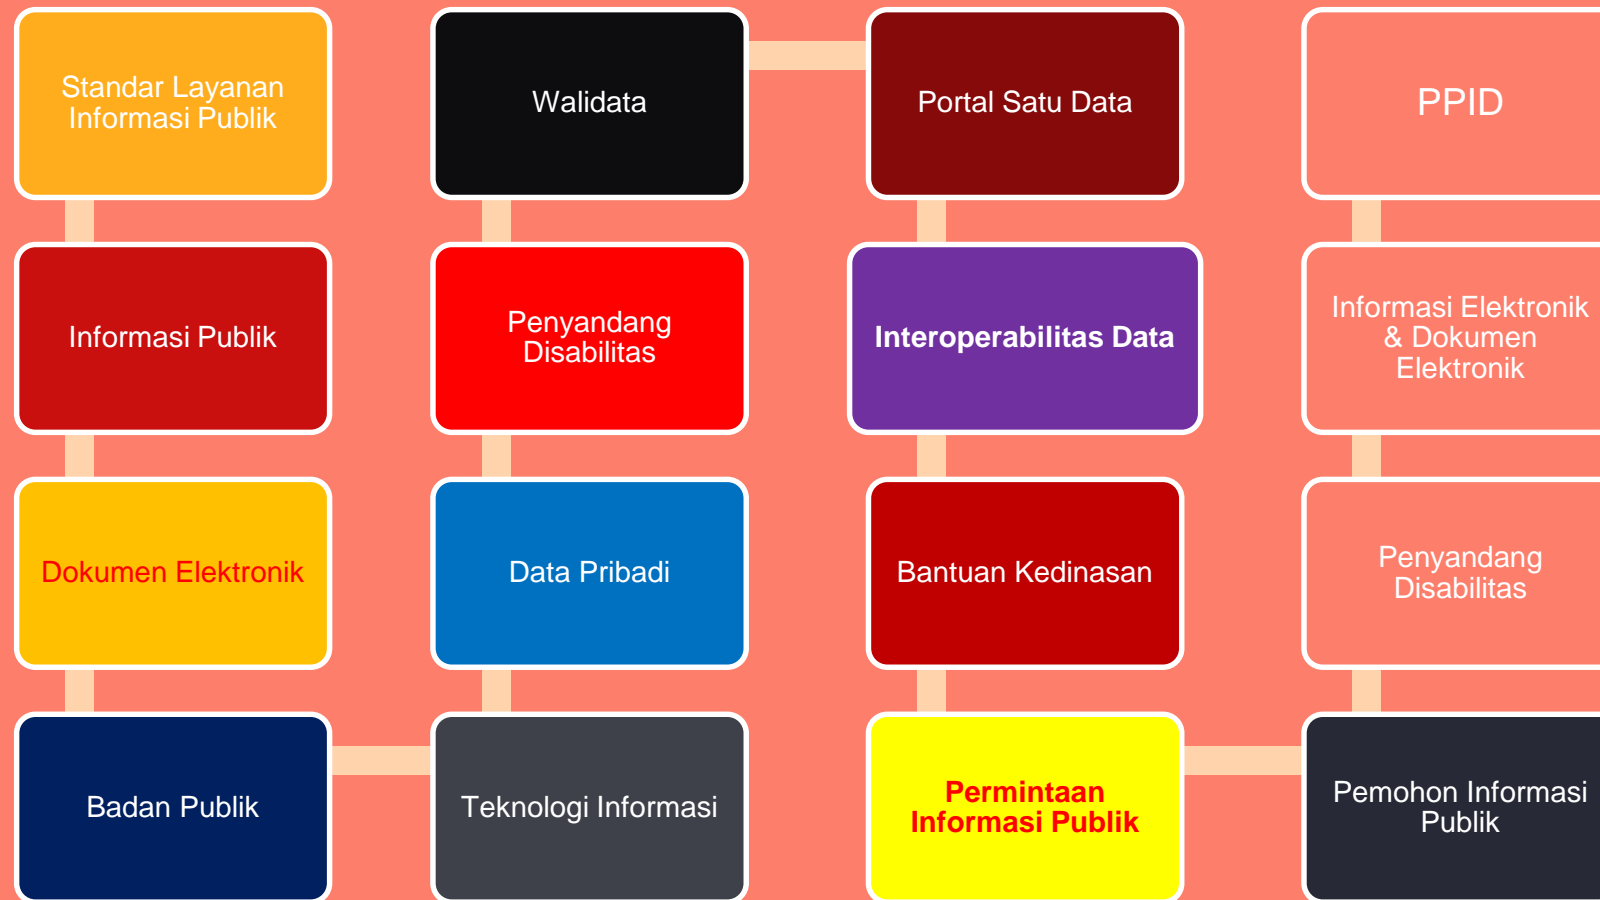 Standar Layanan
Informasi Publik
Informasi Publik
Dokumen Elektronik
Badan Publik
Teknologi Informasi
Data Pribadi
Penyandang
Disabilitas
Walidata
Portal Satu Data
Interoperabilitas Data
Bantuan Kedinasan
Permintaan
Informasi Publik
Pemohon Informasi
Publik
Penyandang
Disabilitas
Informasi Elektronik
& Dokumen
Elektronik
PPID